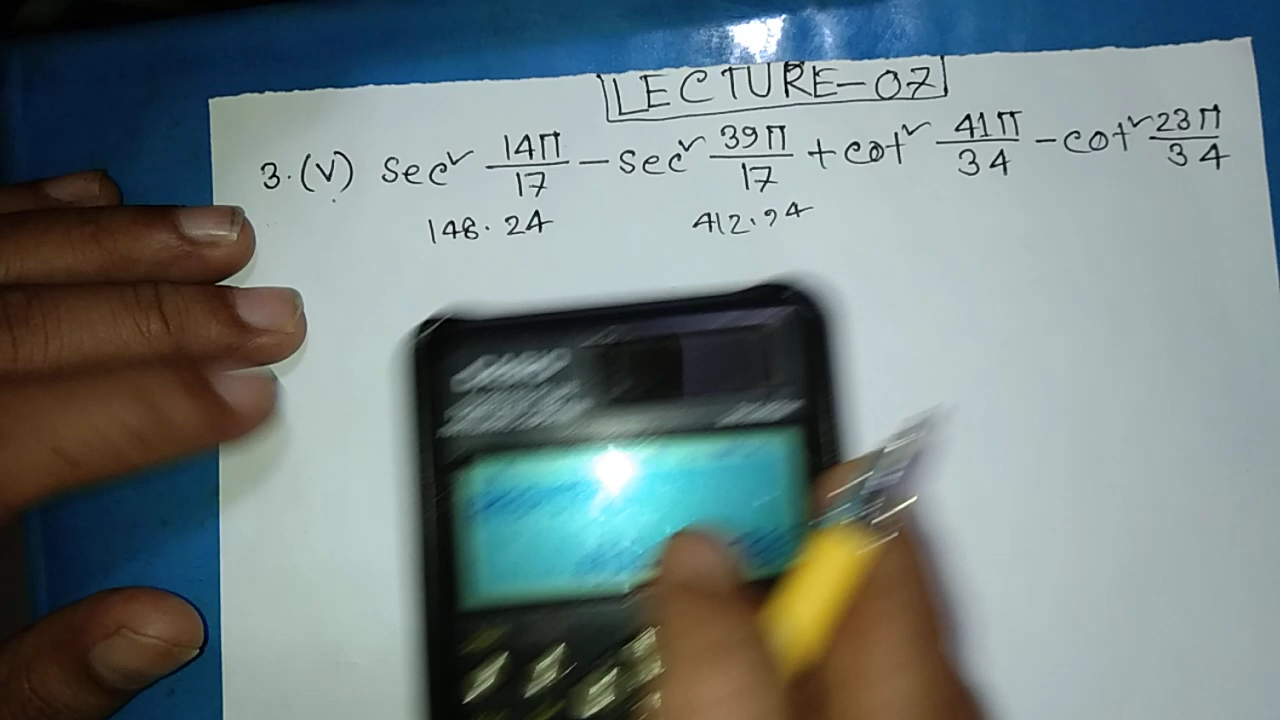 LECTURE-07
3.(V) sec² 14π/17 - sec² 39π/17 + cot² 41π/34 - cot² 23π/34
148.24 412.94